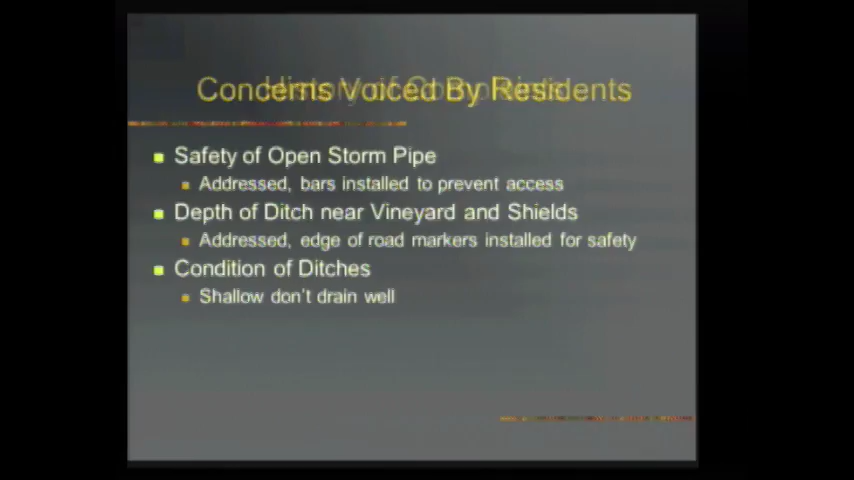 Concerns Voiced By Residents
Safety of Open Storm Pipe
Addressed, bars installed to prevent access
Depth of Ditch near Vineyard and Shields
Addressed, edge of road markers installed for safety
Condition of Ditches
Shallow don't drain well